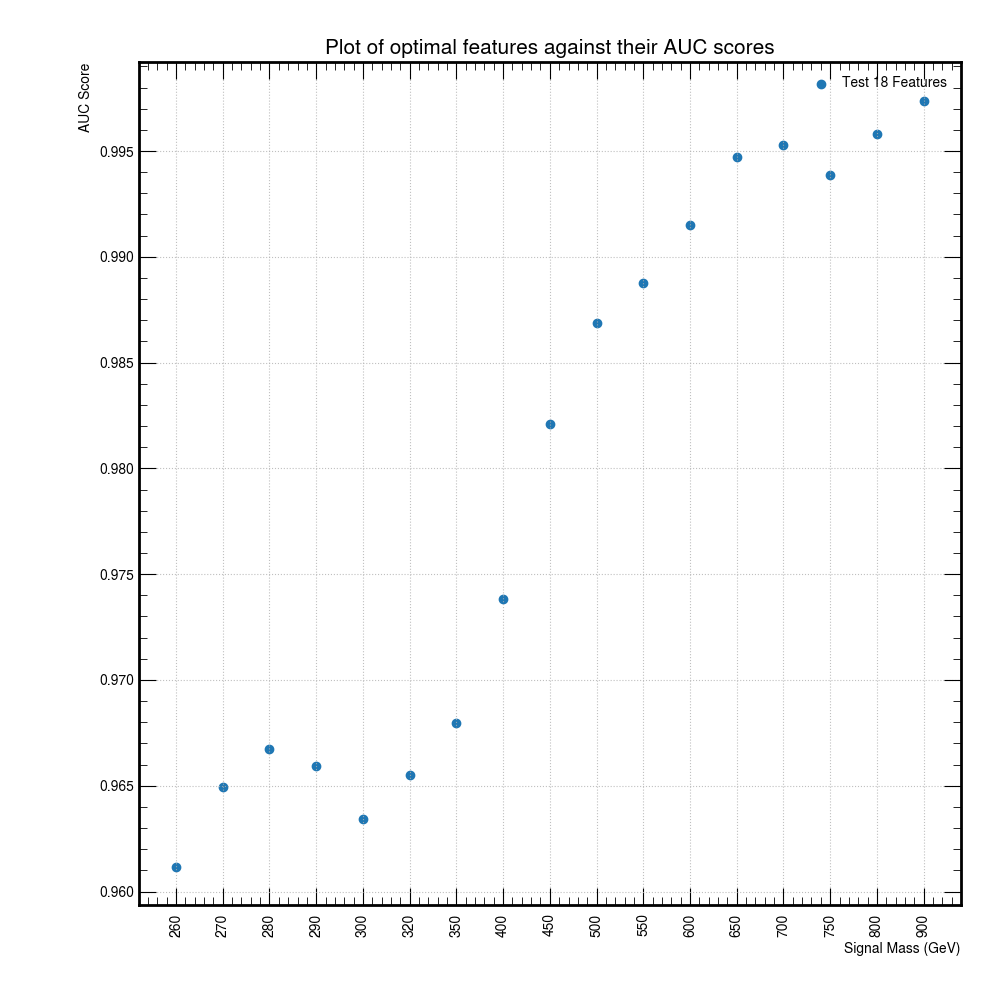 Plot of optimal features against their AUC scores
AUC Score
Test 18 Features
0.995
0.990
0.985
0.980
0.975
0.970
0.965
0.960
260 270 280 290 300 320 350 400 450 500 550 600 650 700 750 800 900
Signal Mass (GeV)